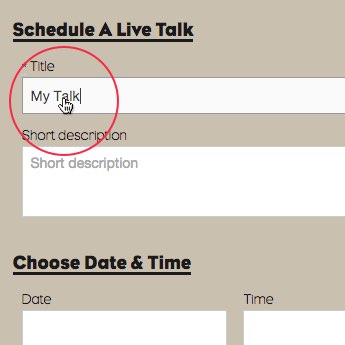 Schedule A Live Talk
* Title
My Talk
Short description
Short description
Choose Date & Time
Date
Time